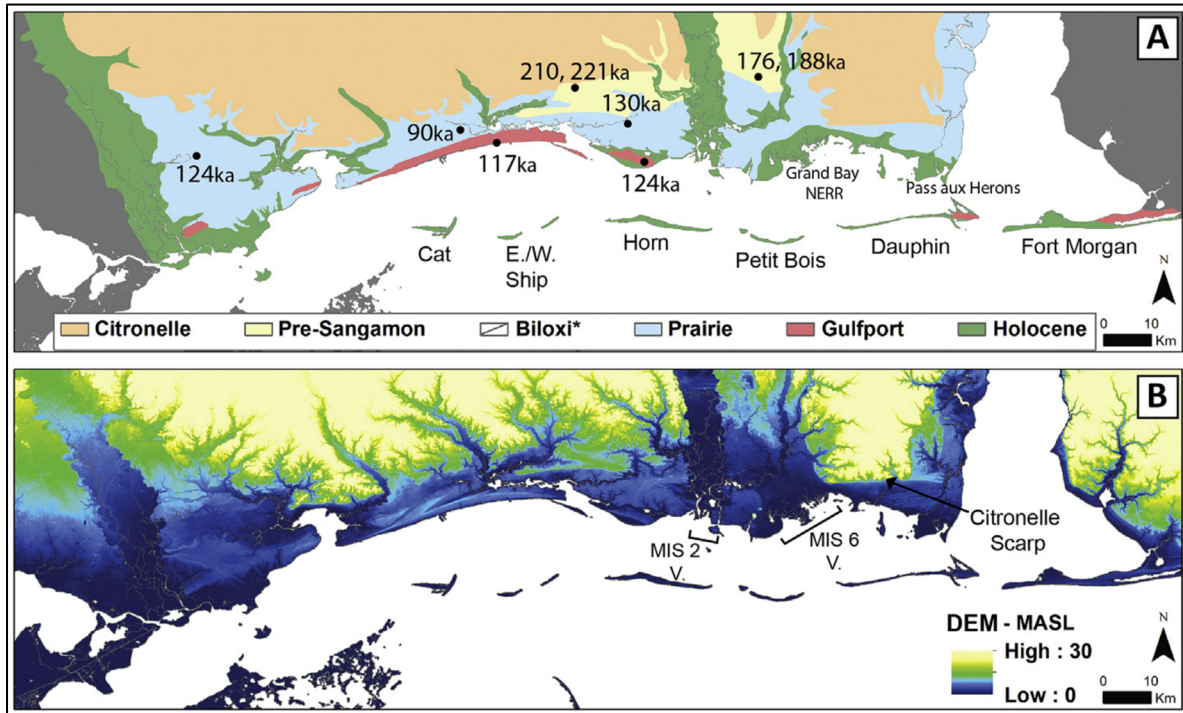 A
210, 221ka
176, 188ka
130ka
90ka
117ka
124ka
124ka
Grand Bay
NERR
Pass aux Herons
Cat
E./W.
Ship
Horn
Petit Bois
Dauphin
Fort Morgan
N
Citronelle
Pre-Sangamon
Biloxi*
Prairie
Gulfport
Holocene
0 10
Km
B
Citronelle
Scarp
MIS 2
V.
MIS 6
V.
DEM - MASL
High : 30
Low : 0
N
0 10
Km